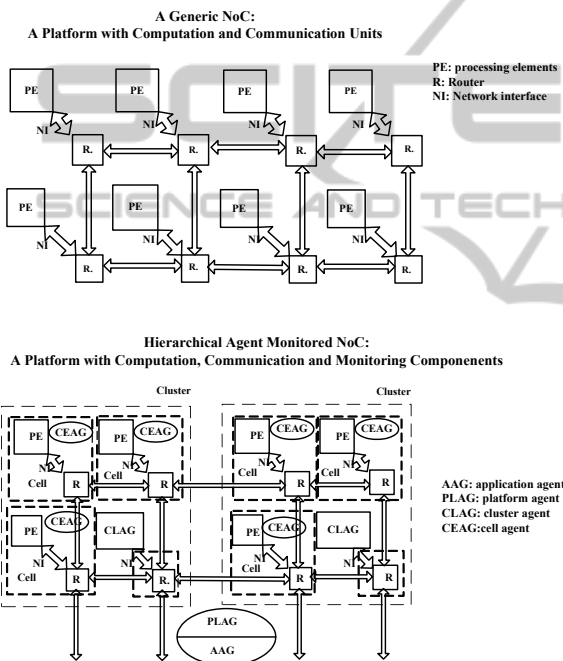 A Generic NoC:
A Platform with Computation and Communication Units
PE: processing elements
R: Router
NI: Network interface
PE PE PE PE
NI NI NI NI
R. R. R. R.
SCITE
SCIENCE AND TECH
PE PE PE PE
NI NI NI NI
R. R. R. R.
Hierarchical Agent Monitored NoC:
A Platform with Computation, Communication and Monitoring Componenents
Cluster Cluster
PE CEAG PE CEAG PE CEAG PE CEAG
NI NI NI NI
Cell R Cell R Cell R Cell R
AAG: application agent
PLAG: platform agent
CLAG: cluster agent
CEAG:cell agent
PE CEAG CLAG PE CEAG CLAG
NI NI NI NI
Cell R R. Cell R R
PLAG
AAG